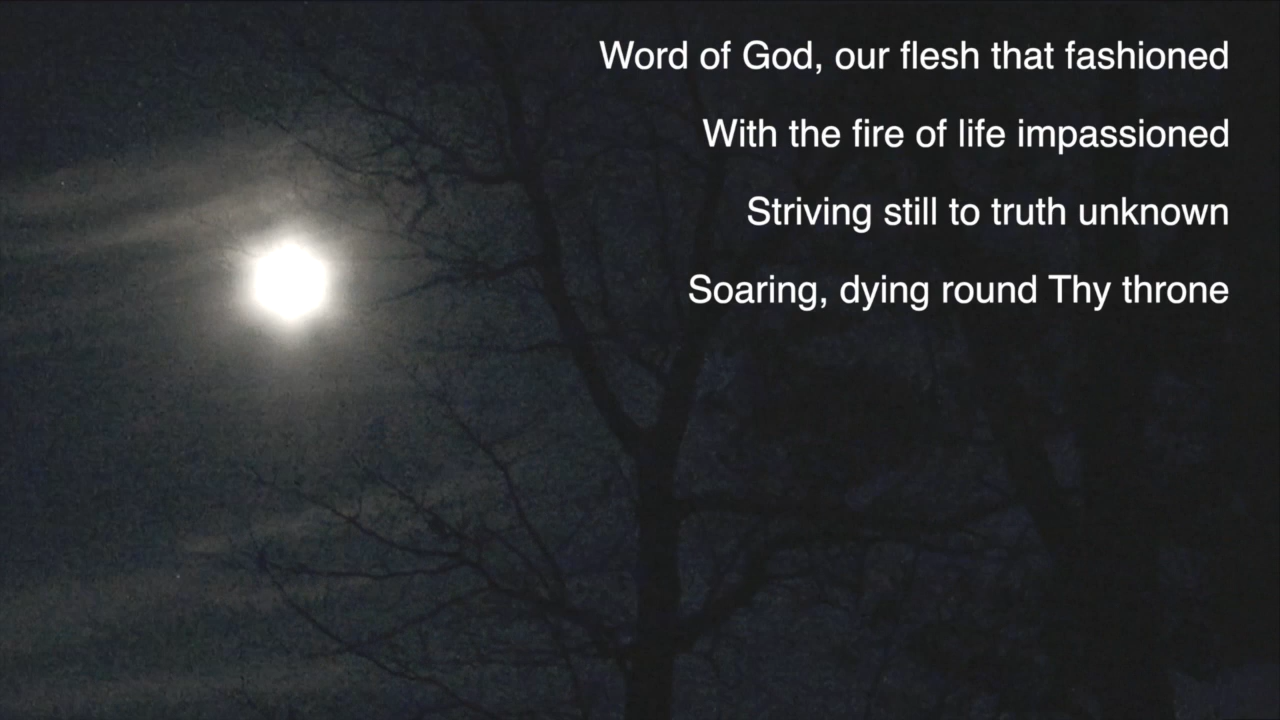 Word of God, our flesh that fashioned
With the fire of life impassioned
Striving still to truth unknown
Soaring, dying round Thy throne